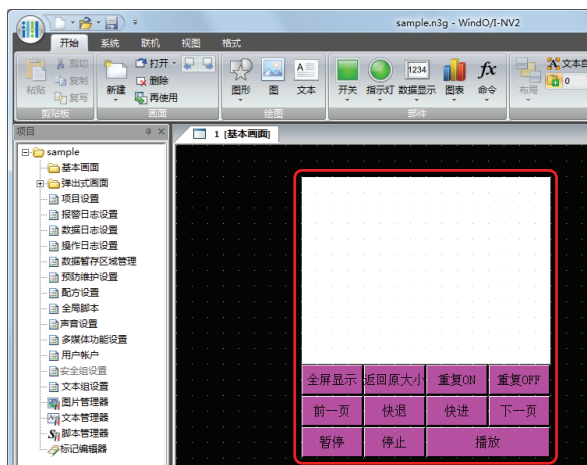 sample.n3g - WindO/I-NV2
开始 系统 联机 视图 格式
粘贴 剪切 复制 复写
剪贴板
新建 打开 删除 再使用
画面
图形 图 文本
绘图
1234
开关 指示灯 数据显示 图表 fx 命令
部件
布局 文本自 0
项目
1 [基本画面]
sample
基本画面
弹出式画面
项目设置
报警日志设置
数据日志设置
操作日志设置
数据暂存区域管理
预防维护设置
配方设置
全局脚本
声音设置
多媒体功能设置
用户帐户
安全组设置
文本组设置
图片管理器
文本管理器
脚本管理器
标记编辑器
全屏显示 返回原大小 重复ON 重复OFF
前一页 快退 快进 下一页
暂停 停止 播放